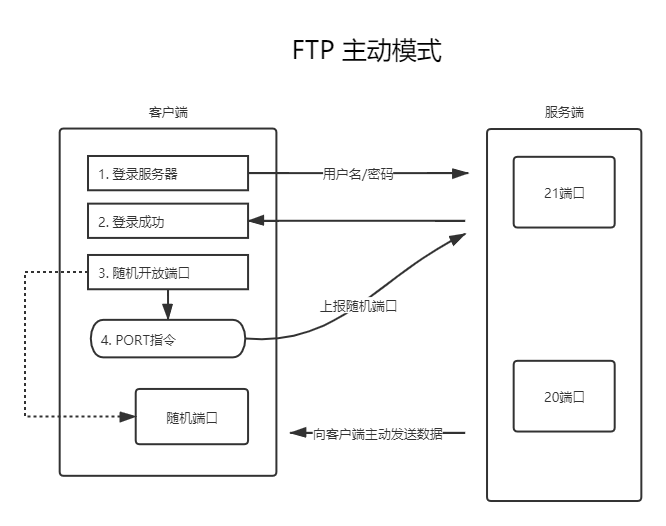 FTP 主动模式
客户端
服务端
1. 登录服务器
用户名/密码
21端口
2. 登录成功
3. 随机开放端口
上报随机端口
4. PORT指令
20端口
随机端口
向客户端主动发送数据